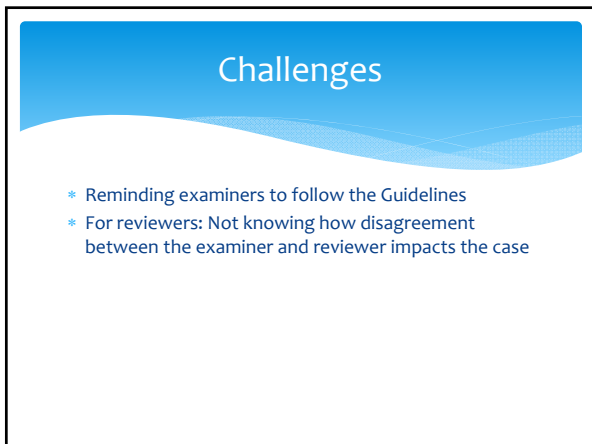 Challenges
* Reminding examiners to follow the Guidelines
* For reviewers: Not knowing how disagreement
between the examiner and reviewer impacts the case